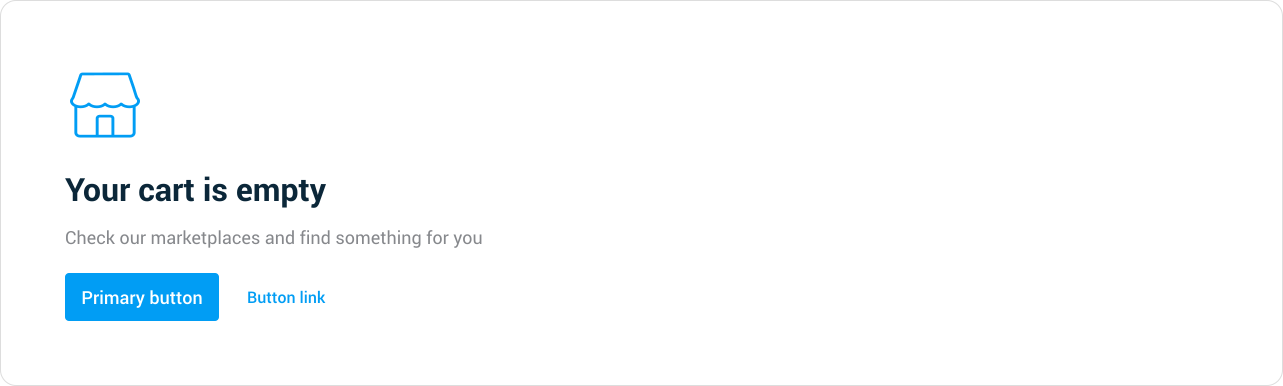 Your cart is empty
Check our marketplaces and find something for you
Primary button
Button link